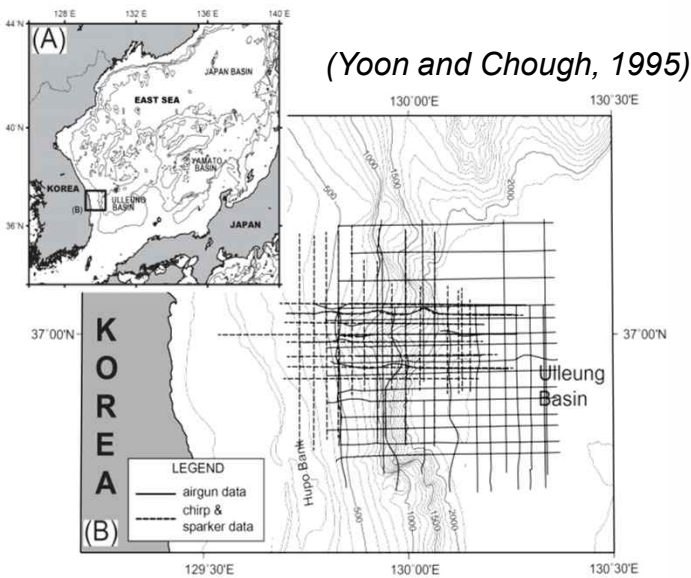 128˚E
132˚E
136˚E
140˚E
44˚N
(A)
(Yoon and Chough, 1995)
JAPAN BASIN
EAST SEA
130˚00'E
130˚30'E
40˚N
YAMATO
BASIN
KOREA
(B)
ULLEUNG
BASIN
36˚N
JAPAN
500
1000
1500
2000
37˚00'N
37˚00'N
KOREA
Ulleung
Basin
Hupo Bank
LEGEND
airgun data
chirp &
sparker data
(B)
500
1000
1500
2000
129˚30'E
130˚00'E
130˚30'E